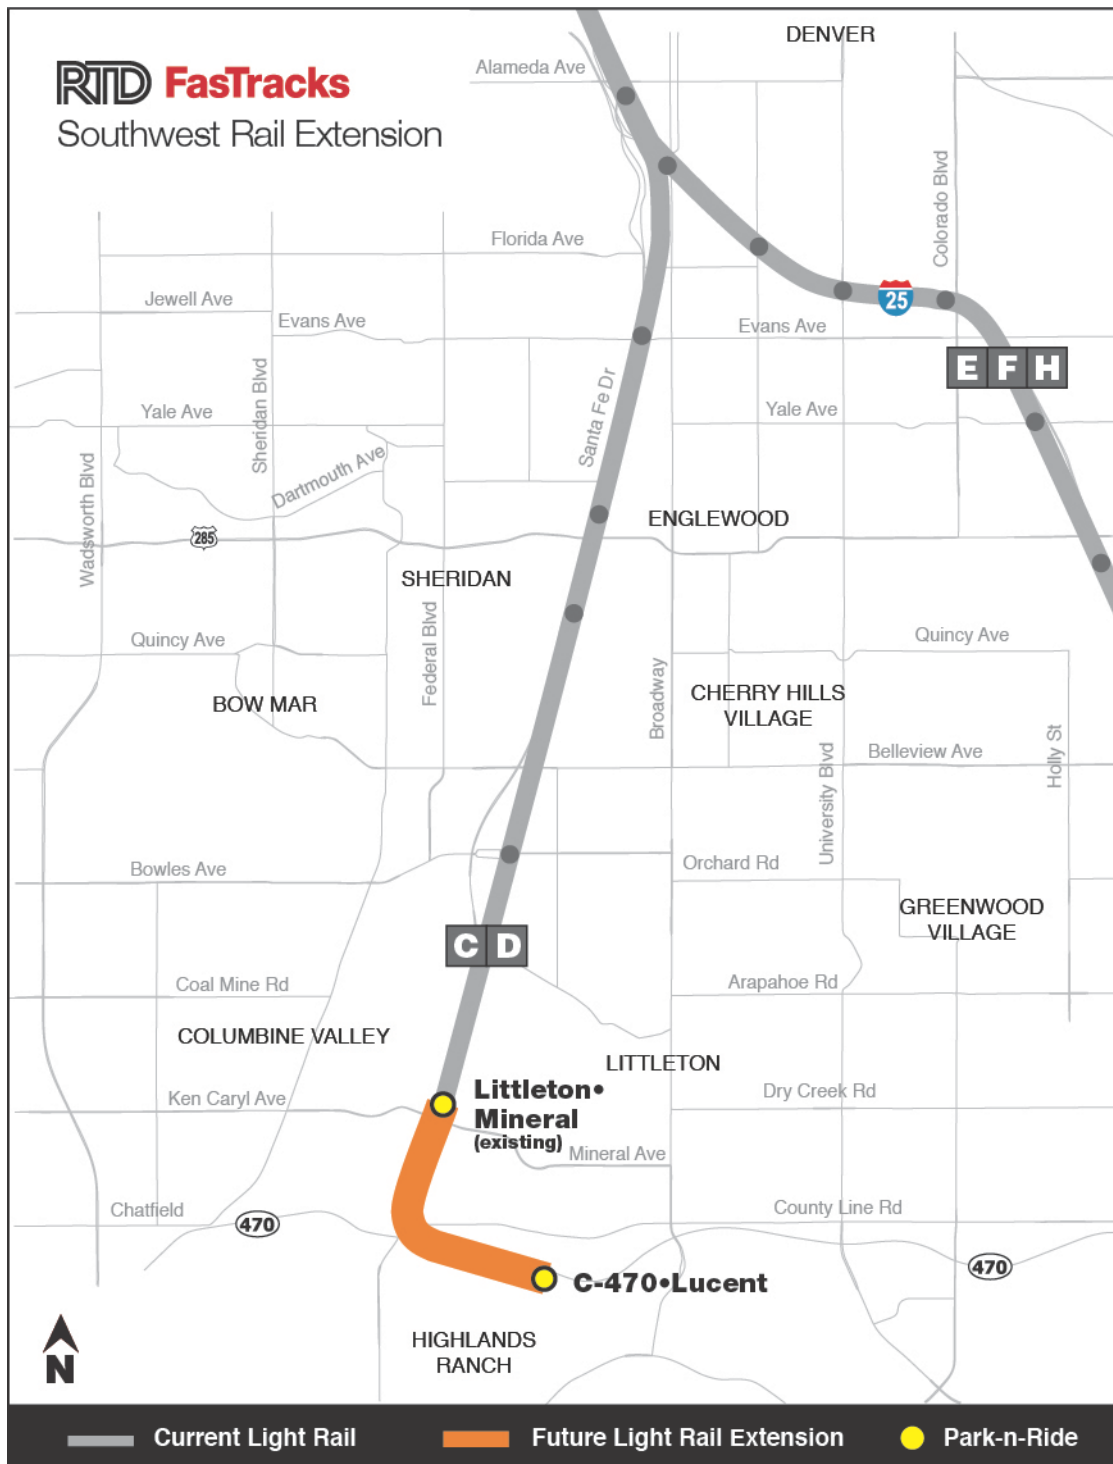 DENVER
RTD FasTracks
Southwest Rail Extension
Alameda Ave
Colorado Blvd
Florida Ave
Jewell Ave
Evans Ave
25
Evans Ave
E F H
Sheridan Blvd
Santa Fe Dr
Yale Ave
Yale Ave
Wadsworth Blvd
Dartmouth Ave
285
ENGLEWOOD
SHERIDAN
Federal Blvd
Quincy Ave
Quincy Ave
BOW MAR
Broadway
CHERRY HILLS
VILLAGE
University Blvd
Belleview Ave
Holly St
Bowles Ave
Orchard Rd
GREENWOOD
VILLAGE
C D
Coal Mine Rd
Arapahoe Rd
COLUMBINE VALLEY
LITTLETON
Ken Caryl Ave
Littleton•
Mineral
(existing)
Dry Creek Rd
Mineral Ave
Chatfield
470
County Line Rd
470
C-470•Lucent
HIGHLANDS
RANCH
N
Current Light Rail
Future Light Rail Extension
Park-n-Ride